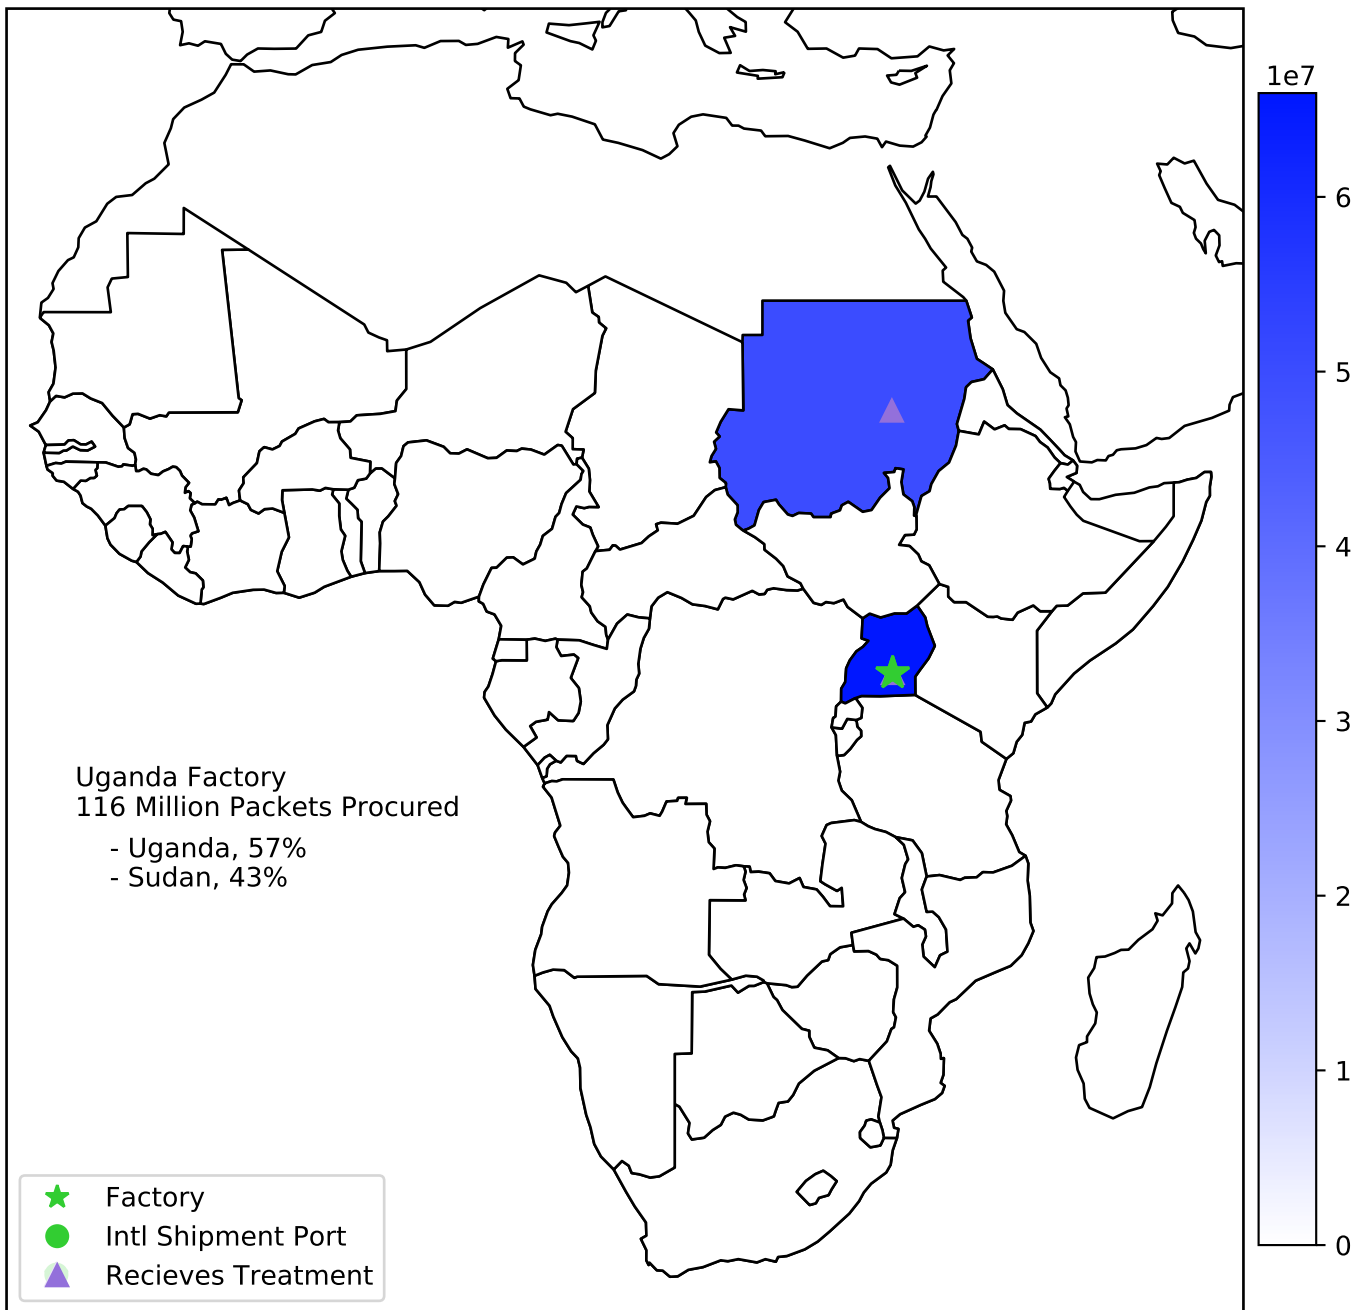 1e7
6
5
4
3
2
1
0
Uganda Factory
116 Million Packets Procured
- Uganda, 57%
- Sudan, 43%
Factory
Intl Shipment Port
Recieves Treatment